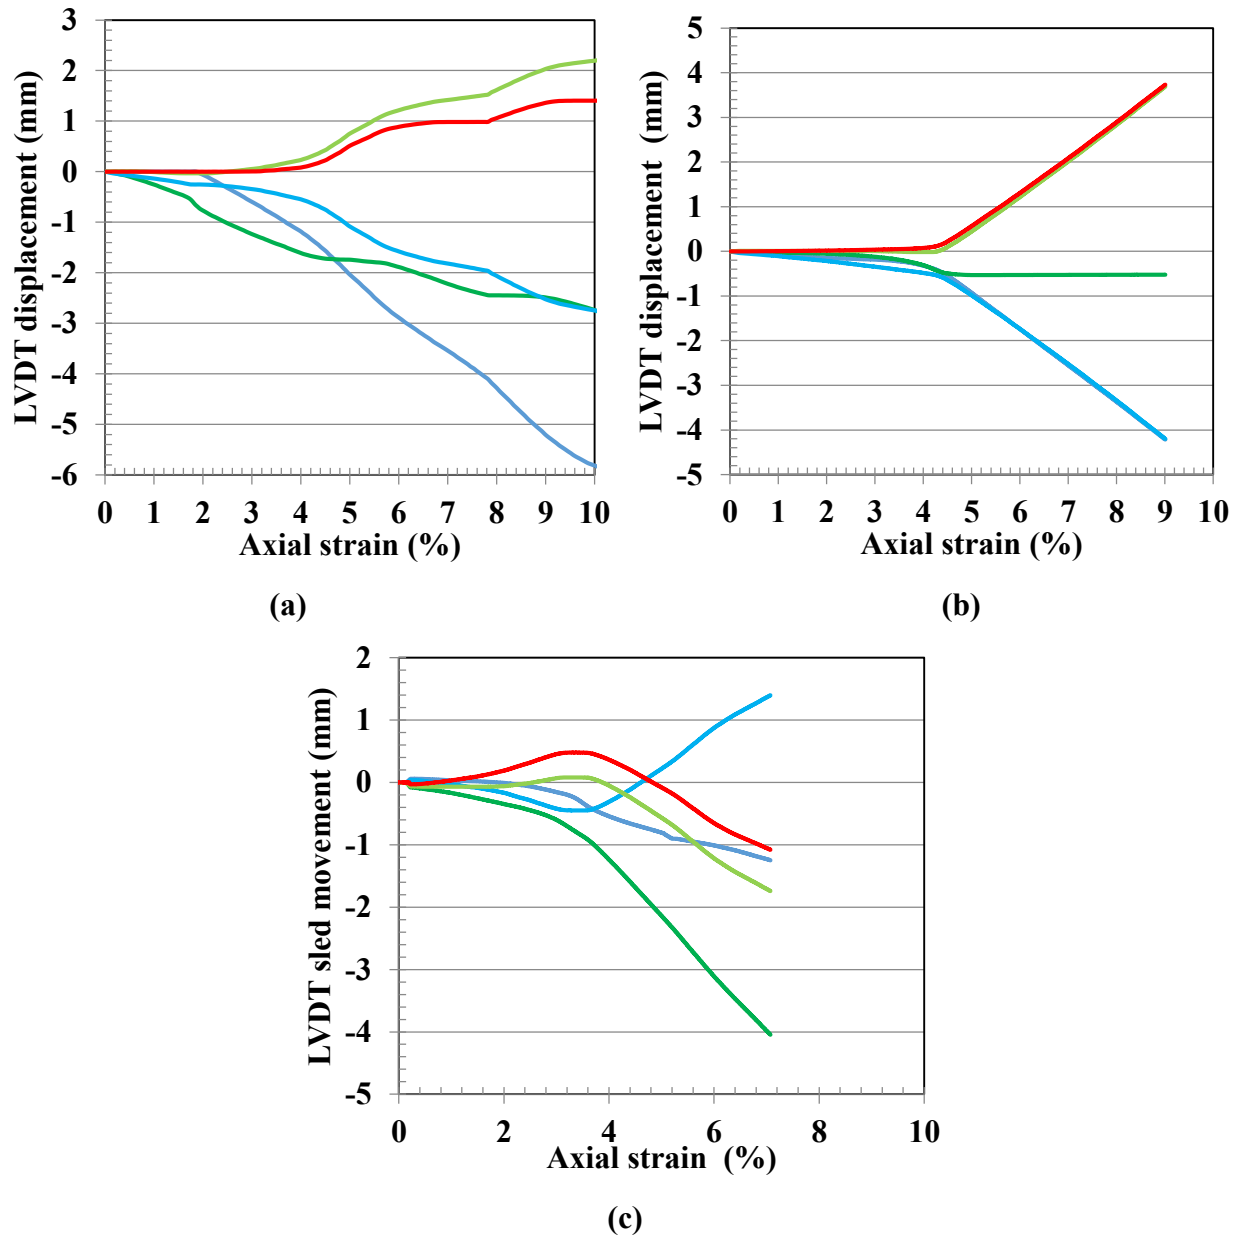 3
2
1
0
-1
-2
-3
-4
-5
-6
LVDT displacement (mm)
0 1 2 3 4 5 6 7 8 9 10
Axial strain (%)
(a)
5
4
3
2
1
0
-1
-2
-3
-4
-5
LVDT displacement (mm)
0 1 2 3 4 5 6 7 8 9 10
Axial strain (%)
(b)
2
1
0
-1
-2
-3
-4
-5
LVDT sled movement (mm)
0 2 4 6 8 10
Axial strain (%)
(c)